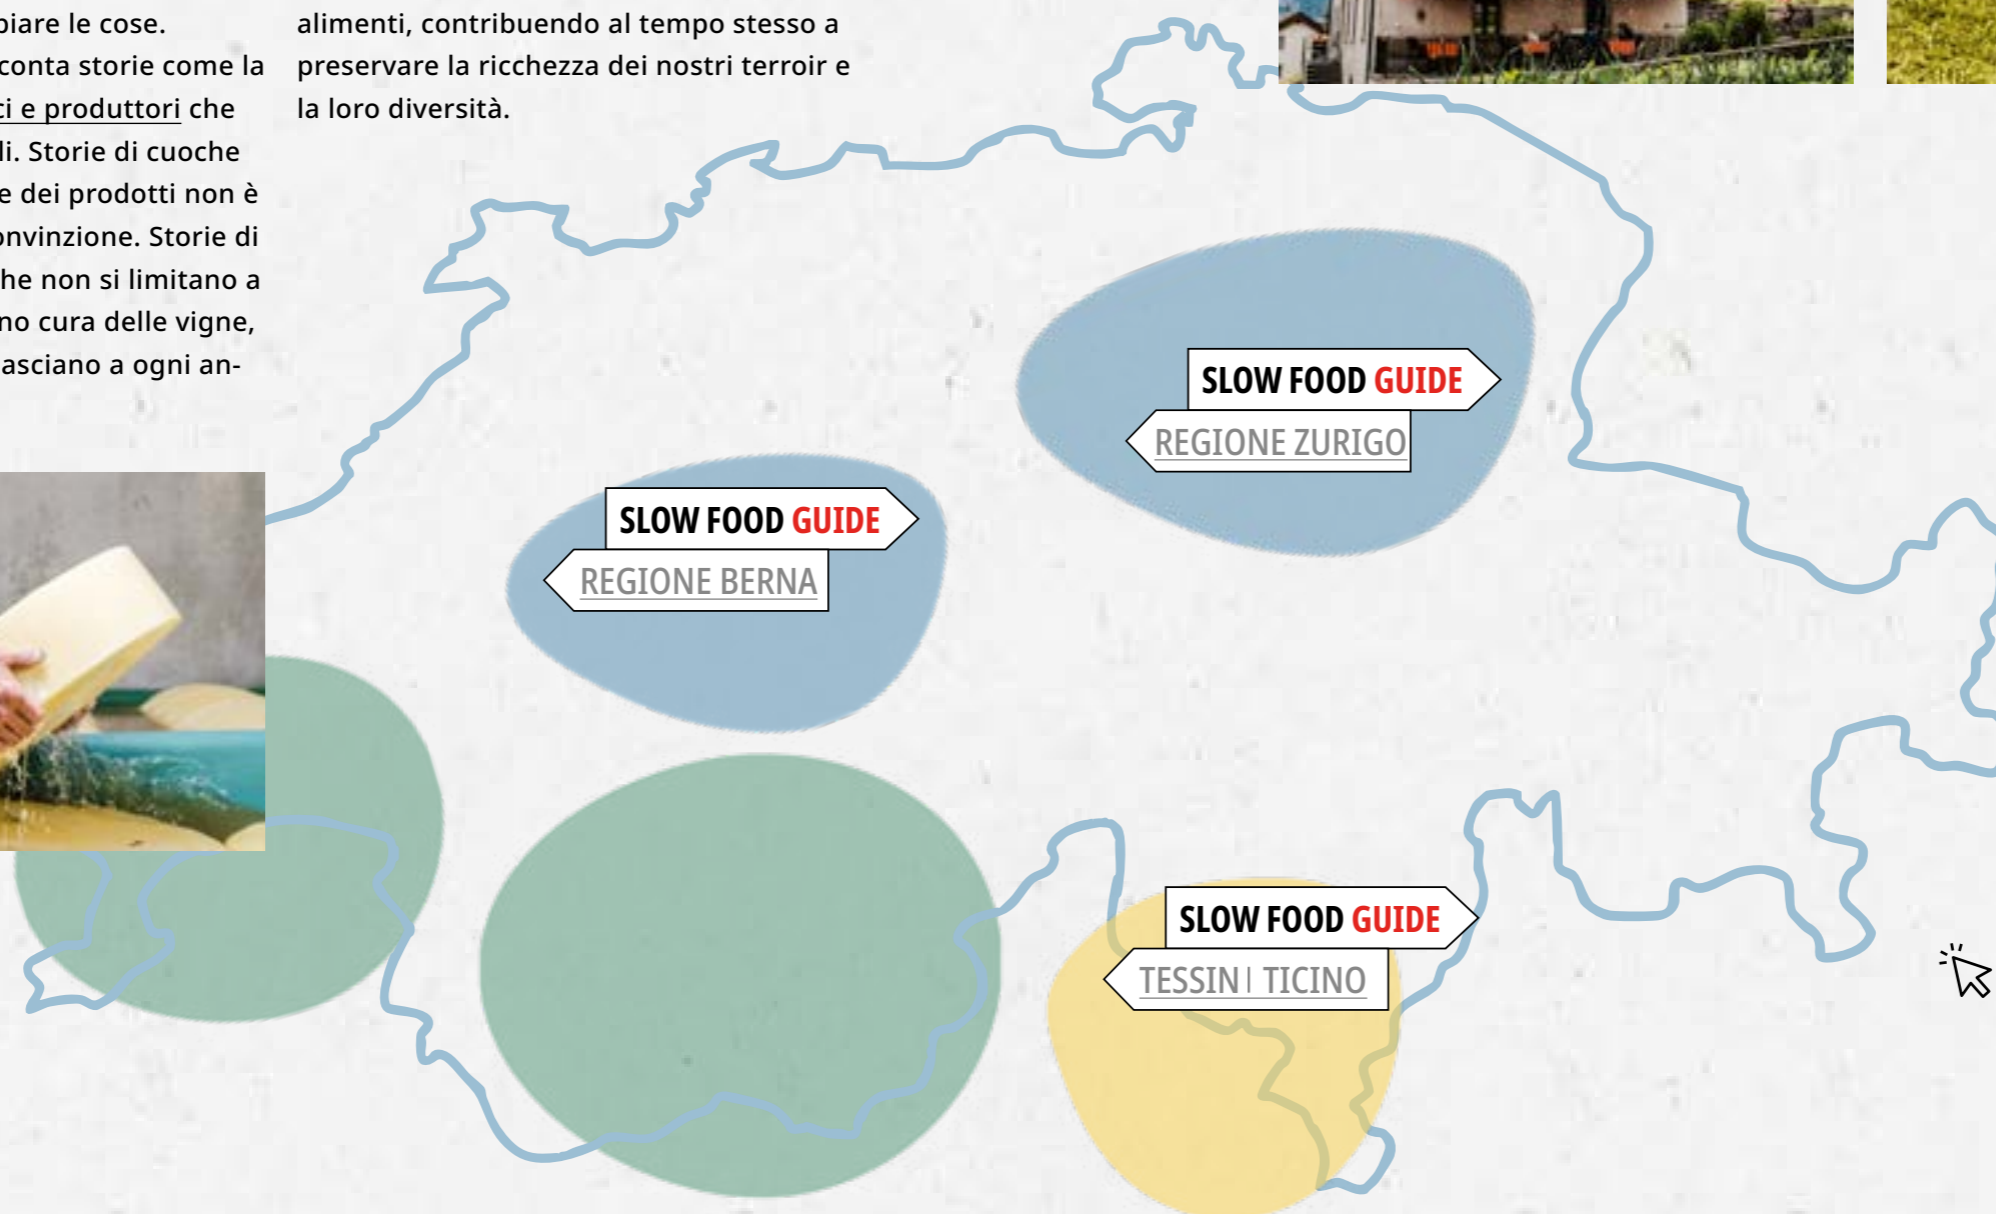 biare le cose.
conta storie come la
ci e produttori che
li. Storie di cuoche
e dei prodotti non è
onvinzione. Storie di
he non si limitano a
no cura delle vigne,
asciano a ogni an-
alimenti, contribuendo al tempo stesso a
preservare la ricchezza dei nostri terroir e
la loro diversità.
SLOW FOOD GUIDE
REGIONE ZURIGO
SLOW FOOD GUIDE
REGIONE BERNA
SLOW FOOD GUIDE
TESSIN| TICINO